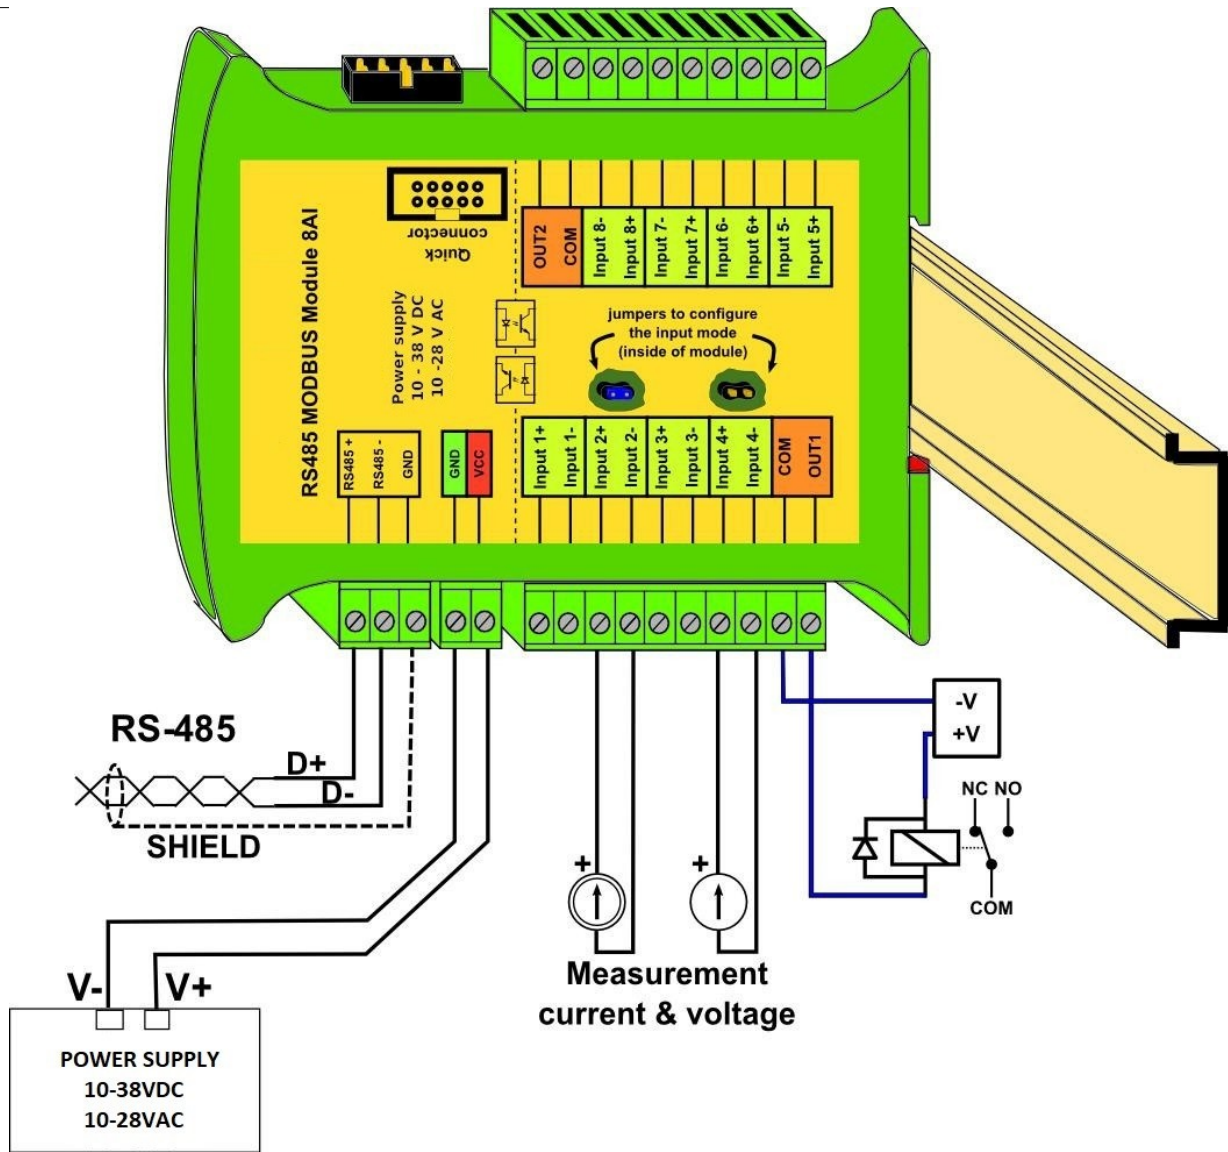 RS485 MODBUS Module 8AI
Quick
connector
Power supply
10 - 38 V DC
10 -28 V AC
OUT2
COM
Input 8-
Input 8+
Input 7-
Input 7+
Input 6-
Input 6+
Input 5-
Input 5+
jumpers to configure
the input mode
(inside of module)
RS485 +
RS485 -
GND
GND
VCC
Input 1+
Input 1-
Input 2+
Input 2-
Input 3+
Input 3-
Input 4+
Input 4-
COM
OUT1
RS-485
D+
D-
SHIELD
-V
+V
NC NO
COM
+
+
Measurement
current & voltage
V- V+
POWER SUPPLY
10-38VDC
10-28VAC